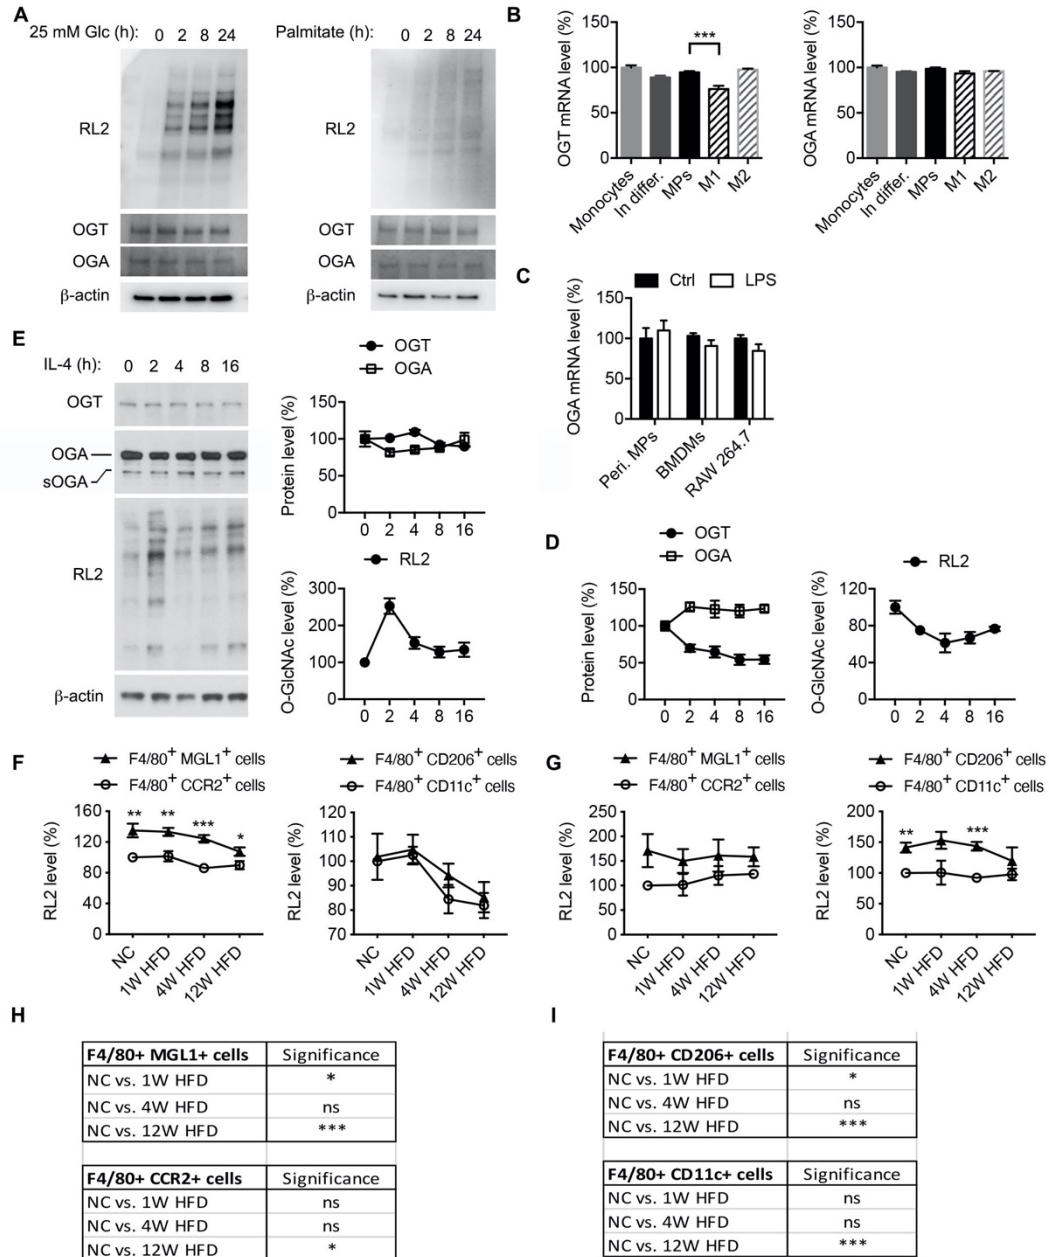 A
25 mM Glc (h): 0 2 8 24
RL2
OGT
OGA
β-actin
Palmitate (h): 0 2 8 24
RL2
OGT
OGA
β-actin
B
OGT mRNA level (%)
150
100
50
0
***
Monocytes
In differ.
MPs
M1
M2
OGA mRNA level (%)
150
100
50
0
Monocytes
In differ.
MPs
M1
M2
C
Ctrl LPS
OGA mRNA level (%)
150
100
50
0
Peri. MPs
BMDMs
RAW 264.7
E
IL-4 (h): 0 2 4 8 16
OGT
OGA
sOGA
RL2
β-actin
OGT
OGA
Protein level (%)
150
100
50
0
0 2 4 8 16
RL2
O-GlcNAc level (%)
300
200
100
0
0 2 4 8 16
D
OGT
OGA
Protein level (%)
150
100
50
0
0 2 4 8 16
RL2
O-GlcNAc level (%)
120
80
40
0
0 2 4 8 16
F
F4/80+ MGL1+ cells
F4/80+ CCR2+ cells
RL2 level (%)
160
120
80
40
0
** ** *** *
NC
1W HFD
4W HFD
12W HFD
F4/80+ CD206+ cells
F4/80+ CD11c+ cells
RL2 level (%)
120
110
100
90
80
70
NC
1W HFD
4W HFD
12W HFD
G
F4/80+ MGL1+ cells
F4/80+ CCR2+ cells
RL2 level (%)
250
200
150
100
50
0
NC
1W HFD
4W HFD
12W HFD
F4/80+ CD206+ cells
F4/80+ CD11c+ cells
RL2 level (%)
200
150
100
50
0
** ***
NC
1W HFD
4W HFD
12W HFD
H
F4/80+ MGL1+ cells Significance
NC vs. 1W HFD *
NC vs. 4W HFD ns
NC vs. 12W HFD ***
F4/80+ CCR2+ cells Significance
NC vs. 1W HFD ns
NC vs. 4W HFD ns
NC vs. 12W HFD *
I
F4/80+ CD206+ cells Significance
NC vs. 1W HFD *
NC vs. 4W HFD ns
NC vs. 12W HFD ***
F4/80+ CD11c+ cells Significance
NC vs. 1W HFD ns
NC vs. 4W HFD ns
NC vs. 12W HFD ***